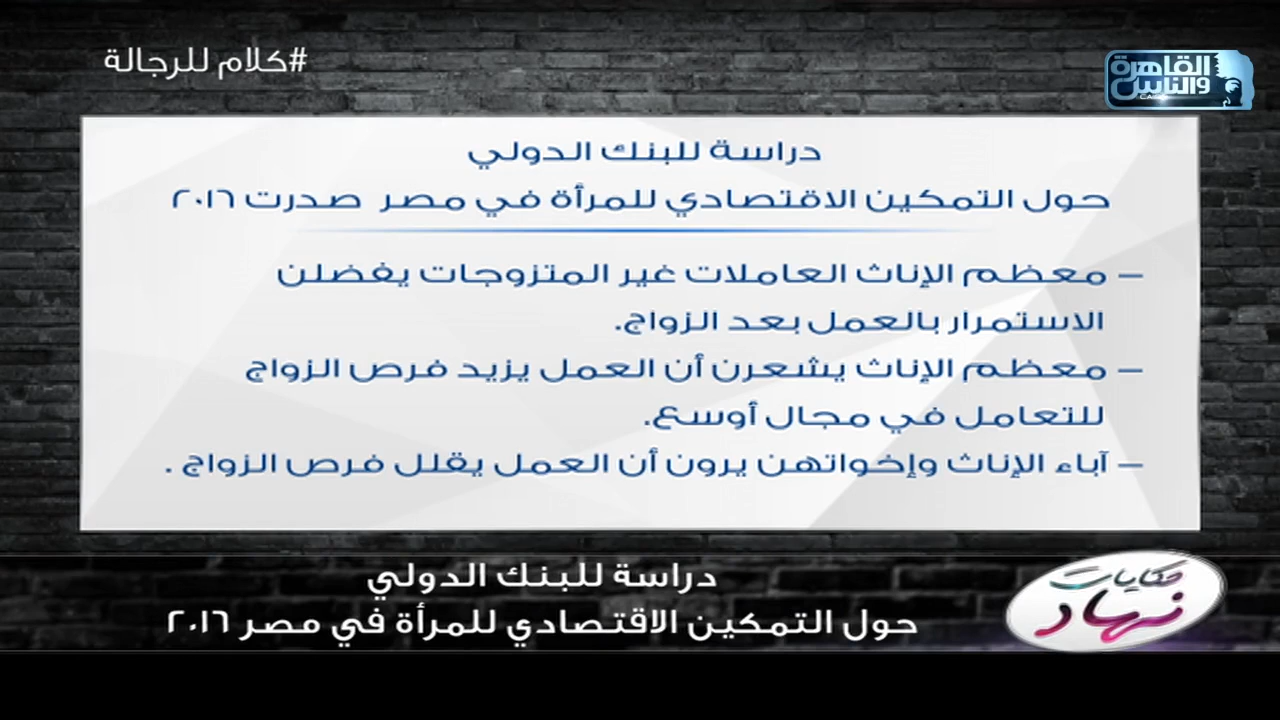 #كلام للرجالة
القاهرة
والناس
دراسة للبنك الدولي
حول التمكين الاقتصادي للمرأة في مصر صدرت ٢٠١٦
– معظم الإناث العاملات غير المتزوجات يفضلن
الاستمرار بالعمل بعد الزواج.
– معظم الإناث يشعرن أن العمل يزيد فرص الزواج
للتعامل في مجال أوسع.
– آباء الإناث وإخواتهن يرون أن العمل يقلل فرص الزواج .
دراسة للبنك الدولي
حول التمكين الاقتصادي للمرأة في مصر ٢٠١٦
حكايات
نهاد